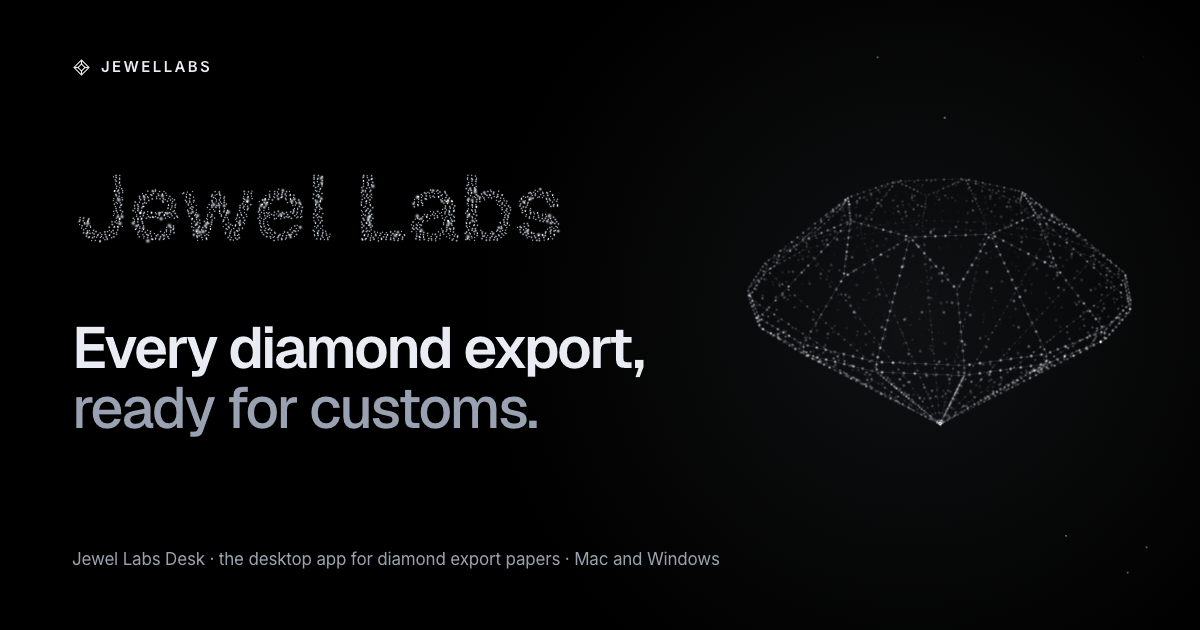 JEWELLABS
Jewel Labs
Every diamond export,
ready for customs.
Jewel Labs Desk · the desktop app for diamond export papers · Mac and Windows